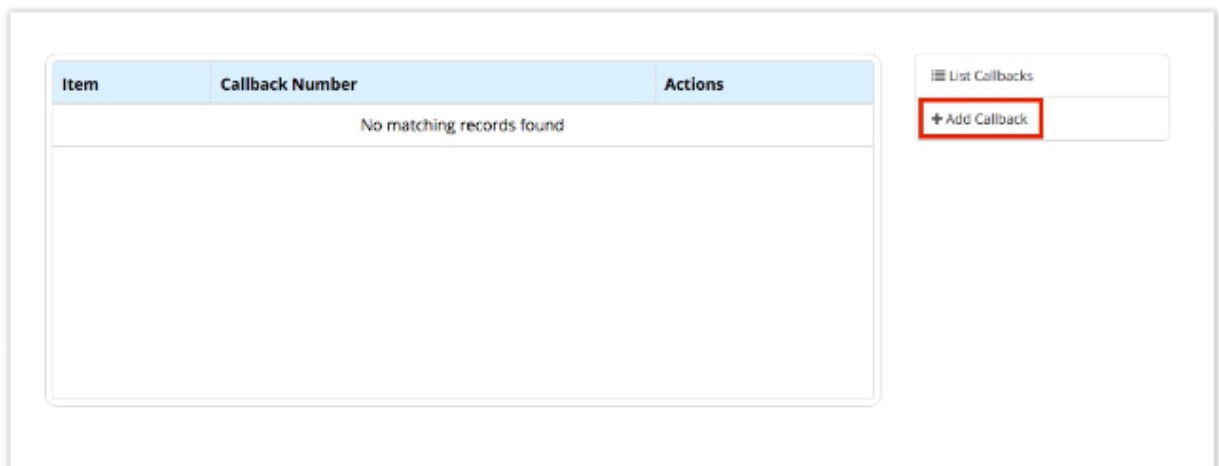 Item Callback Number Actions
No matching records found
List Callbacks
+ Add Callback